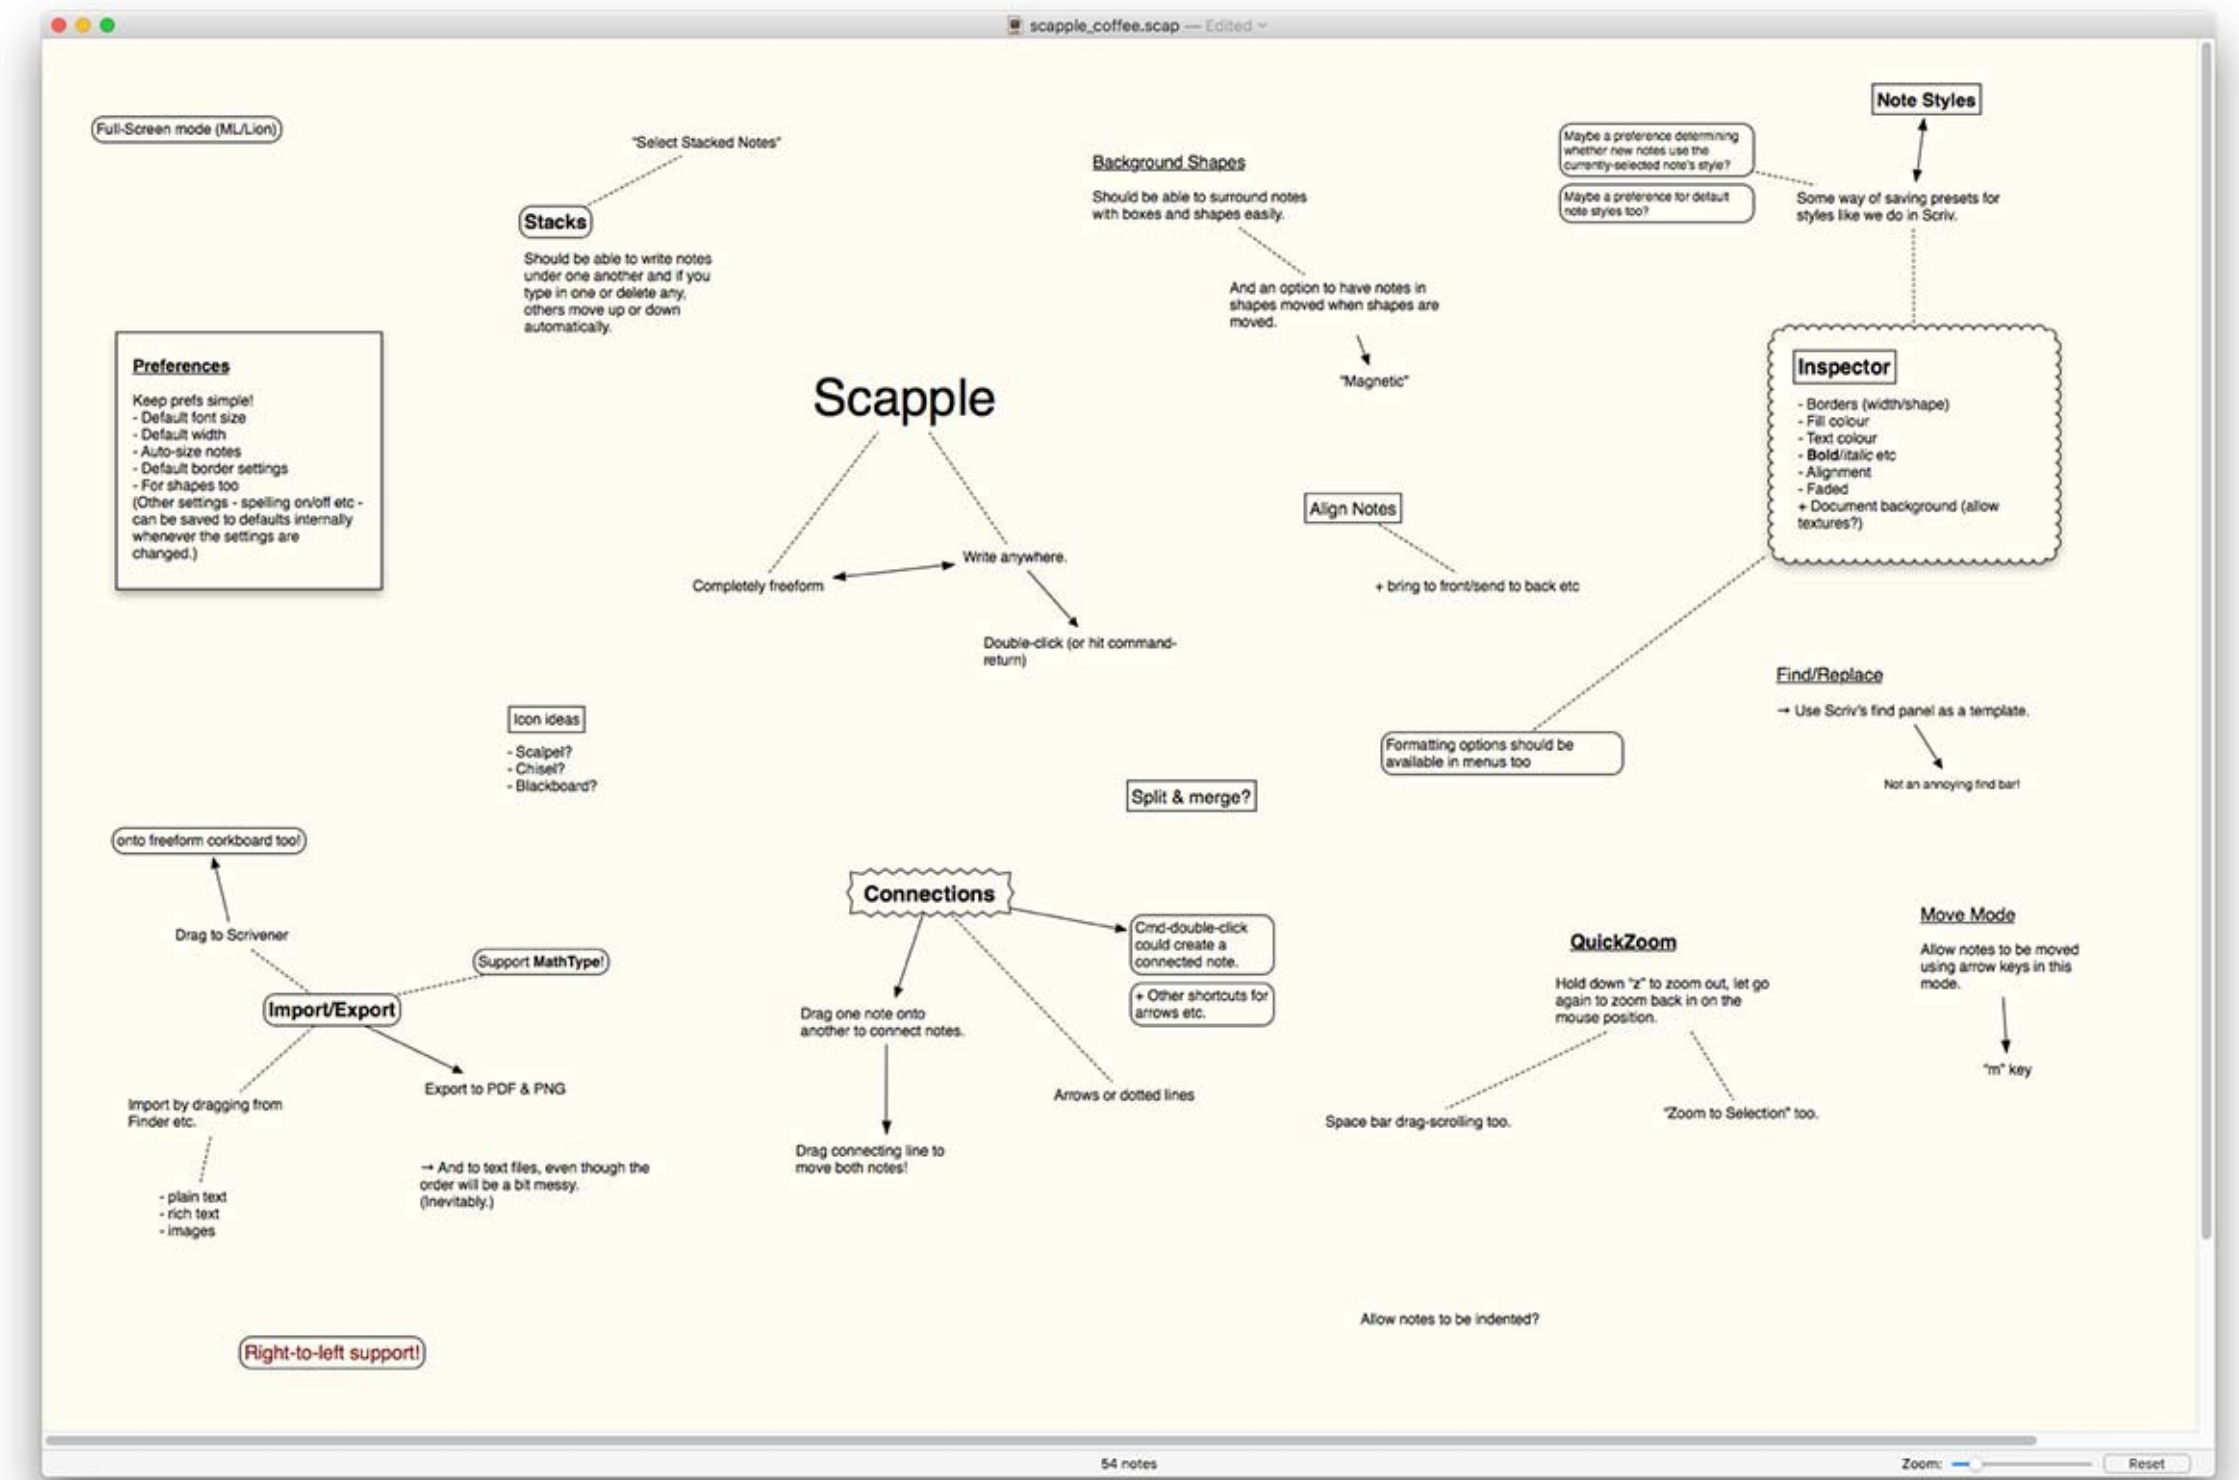 scapple_coffee.scap — Edited
Full-Screen mode (ML/Lion)
"Select Stacked Notes"
Stacks
Should be able to write notes
under one another and if you
type in one or delete any,
others move up or down
automatically.
Background Shapes
Should be able to surround notes
with boxes and shapes easily.
And an option to have notes in
shapes moved when shapes are
moved.
"Magnetic"
Note Styles
Maybe a preference determining
whether new notes use the
currently-selected note's style?
Maybe a preference for default
note styles too?
Some way of saving presets for
styles like we do in Scriv.
Preferences
Keep prefs simple!
- Default font size
- Default width
- Auto-size notes
- Default border settings
- For shapes too
(Other settings - spelling on/off etc -
can be saved to defaults internally
whenever the settings are
changed.)
Scapple
Completely freeform
Write anywhere.
Double-click (or hit command-
return)
Inspector
- Borders (width/shape)
- Fill colour
- Text colour
- Bold/italic etc
- Alignment
- Faded
+ Document background (allow
textures?)
Align Notes
+ bring to front/send to back etc
Formatting options should be
available in menus too
Find/Replace
→ Use Scriv's find panel as a template.
Not an annoying find bar!
Icon ideas
- Scalpel?
- Chisel?
- Blackboard?
Split & merge?
onto freeform corkboard too!
Drag to Scrivener
Support MathType!
Import/Export
Export to PDF & PNG
Import by dragging from
Finder etc.
- plain text
- rich text
- images
→ And to text files, even though the
order will be a bit messy.
(Inevitably.)
Connections
Cmd-double-click
could create a
connected note.
+ Other shortcuts for
arrows etc.
Drag one note onto
another to connect notes.
Arrows or dotted lines
Drag connecting line to
move both notes!
QuickZoom
Hold down "z" to zoom out, let go
again to zoom back in on the
mouse position.
Space bar drag-scrolling too.
"Zoom to Selection" too.
Move Mode
Allow notes to be moved
using arrow keys in this
mode.
"m" key
Allow notes to be indented?
Right-to-left support!
54 notes
Zoom:
Reset